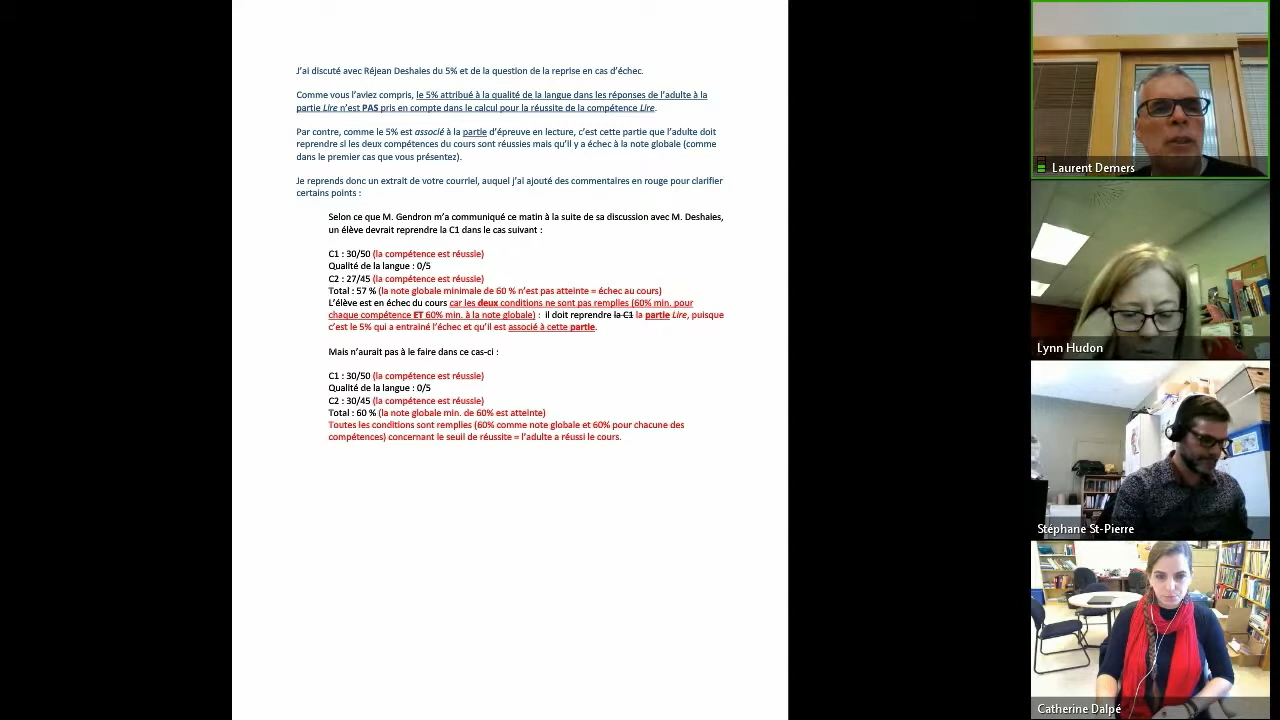 J'ai discuté avec Réjean Deshaies du 5% et de la question de la reprise en cas d'échec.
Comme vous l'aviez compris, le 5% attribué à la qualité de la langue dans les réponses de l'adulte à la
partie Lire n'est PAS pris en compte dans le calcul pour la réussite de la compétence Lire.
Par contre, comme le 5% est associé à la partie d'épreuve en lecture, c'est cette partie que l'adulte doit
reprendre si les deux compétences du cours sont réussies mais qu'il y a échec à la note globale (comme
dans le premier cas que vous présentez).
Je reprends donc un extrait de votre courriel, auquel j'ai ajouté des commentaires en rouge pour clarifier
certains points :
Selon ce que M. Gendron m'a communiqué ce matin à la suite de sa discussion avec M. Deshaies,
un élève devrait reprendre la C1 dans le cas suivant :
C1 : 30/50 (la compétence est réussie)
Qualité de la langue : 0/5
C2 : 27/45 (la compétence est réussie)
Total : 57 % (la note globale minimale de 60 % n'est pas atteinte = échec au cours)
L'élève est en échec du cours car les deux conditions ne sont pas remplies (60% min. pour
chaque compétence ET 60% min. à la note globale) : il doit reprendre la C1 la partie Lire, puisque
c'est le 5% qui a entrainé l'échec et qu'il est associé à cette partie.
Mais n'aurait pas à le faire dans ce cas-ci :
C1 : 30/50 (la compétence est réussie)
Qualité de la langue : 0/5
C2 : 30/45 (la compétence est réussie)
Total : 60 % (la note globale min. de 60% est atteinte)
Toutes les conditions sont remplies (60% comme note globale et 60% pour chacune des
compétences) concernant le seuil de réussite = l'adulte a réussi le cours.
Laurent Demers
Lynn Hudon
Stéphane St-Pierre
Catherine Dalpé